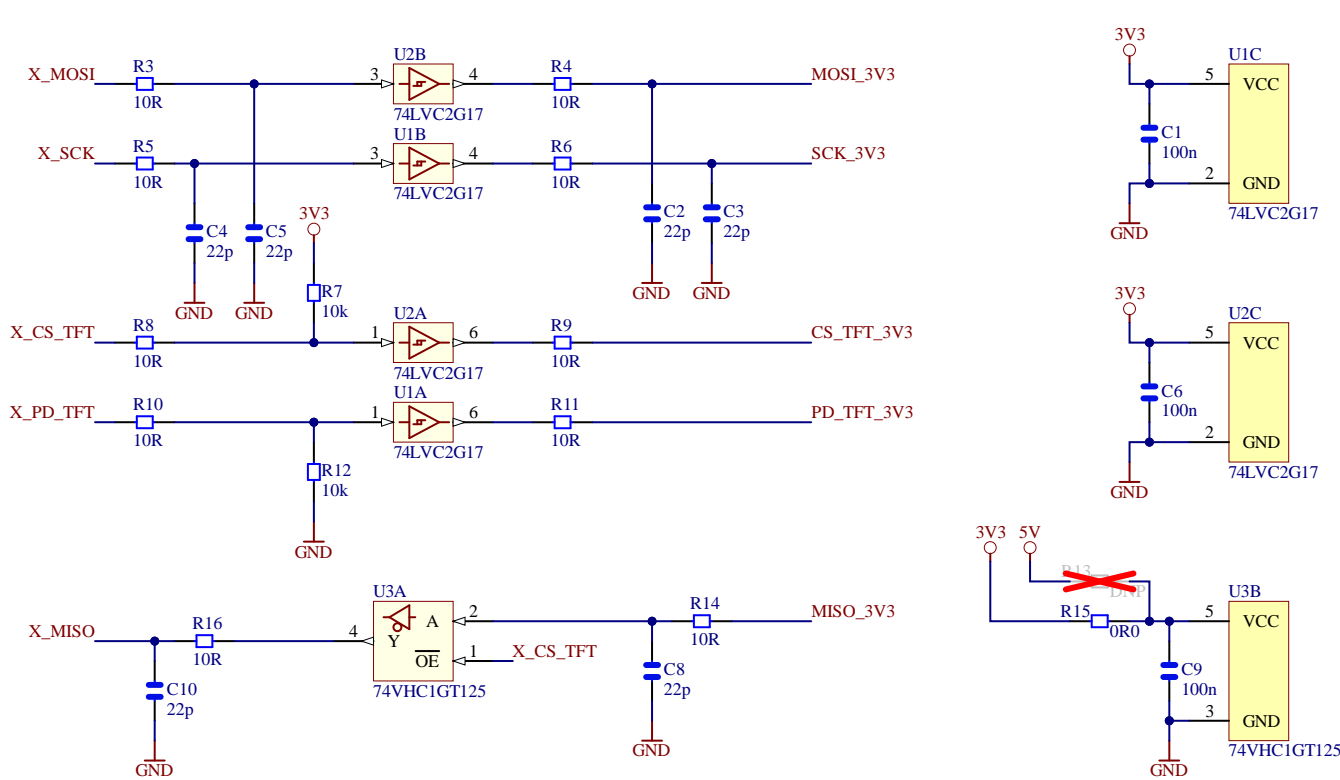 U2B
X_MOSI
R3
10R
3
4
74LVC2G17
R4
10R
MOSI_3V3
U1B
X_SCK
R5
10R
3
4
74LVC2G17
R6
10R
SCK_3V3
C4
22p
GND
C5
22p
GND
C2
22p
GND
C3
22p
GND
3V3
R7
10k
U2A
X_CS_TFT
R8
10R
1
6
74LVC2G17
R9
10R
CS_TFT_3V3
U1A
X_PD_TFT
R10
10R
1
6
74LVC2G17
R11
10R
PD_TFT_3V3
R12
10k
GND
U3A
X_MISO
R16
10R
4
Y
A
OE
2
1
X_CS_TFT
74VHC1GT125
R14
10R
MISO_3V3
C10
22p
GND
C8
22p
GND
3V3
U1C
5
VCC
C1
100n
2
GND
74LVC2G17
GND
3V3
U2C
5
VCC
C6
100n
2
GND
74LVC2G17
GND
3V3
5V
R13
DNP
R15
0R0
U3B
5
VCC
C9
100n
3
GND
74VHC1GT125
GND